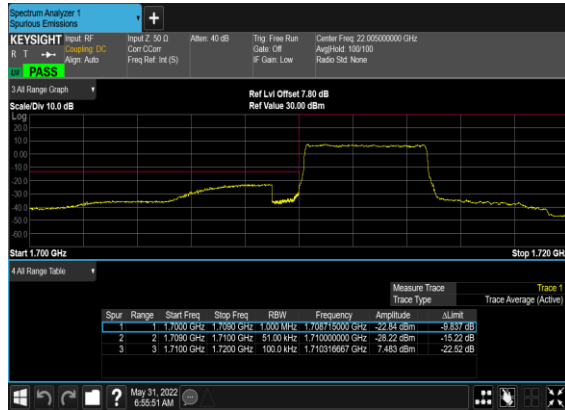 Spectrum Analyzer 1
Spurious Emissions
KEYSIGHT Input: RF Input Z: 50 Ω Atten: 40 dB Trig: Free Run Center Freq: 22.005000000 GHz
R T Coupling: DC Corr CCorr Gate: Off Avg|Hold: 100/100
Align: Auto Freq Ref: Int (S) IF Gain: Low Radio Std: None
PASS
3 All Range Graph
Ref Lvl Offset 7.80 dB
Scale/Div 10.0 dB Ref Value 30.00 dBm
Log
20.0
10.0
0.00
-10.0
-20.0
-30.0
-40.0
-50.0
-60.0
Start 1.700 GHz Stop 1.720 GH
4 All Range Table
Measure Trace Trace 1
Trace Type Trace Average (Active)
Spur Range Start Freq Stop Freq RBW Frequency Amplitude ΔLimit
1 1 1.7000 GHz 1.7090 GHz 1.000 MHz 1.708715000 GHz -22.84 dBm -9.837 dB
2 2 1.7090 GHz 1.7100 GHz 51.00 kHz 1.710000000 GHz -28.22 dBm -15.22 dB
3 3 1.7100 GHz 1.7200 GHz 100.0 kHz 1.710316667 GHz 7.483 dBm -22.52 dB
May 31, 2022
6:55:51 AM